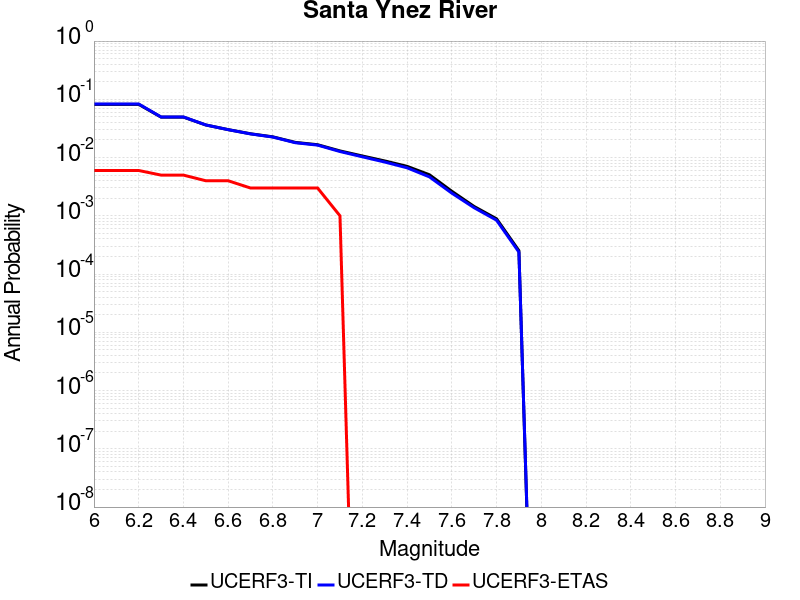 Santa Ynez River
10^0
10^-1
10^-2
10^-3
10^-4
10^-5
10^-6
10^-7
10^-8
Annual Probability
6 6.2 6.4 6.6 6.8 7 7.2 7.4 7.6 7.8 8 8.2 8.4 8.6 8.8 9
Magnitude
UCERF3-TI UCERF3-TD UCERF3-ETAS